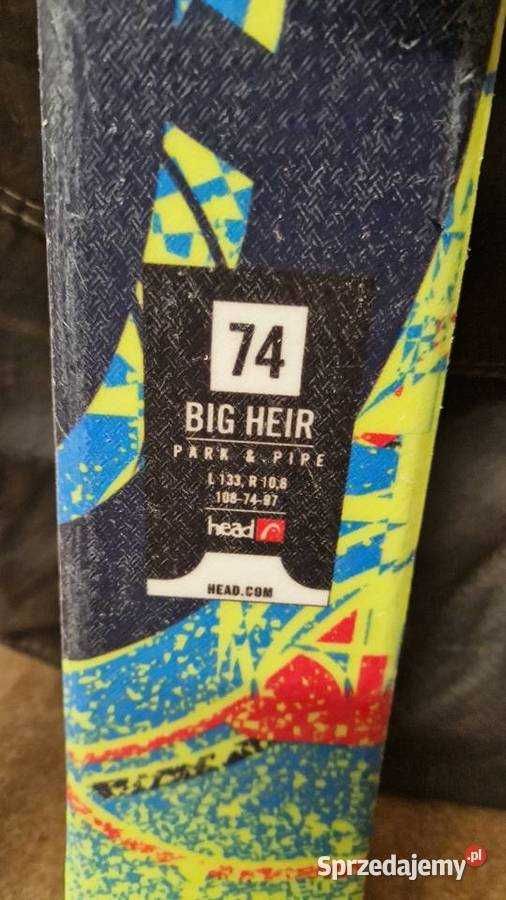 74
BIG HEIR
PARK & PIPE
L 133, R 10,6
108-74-97
head
HEAD.COM
Sprzedajemy.pl